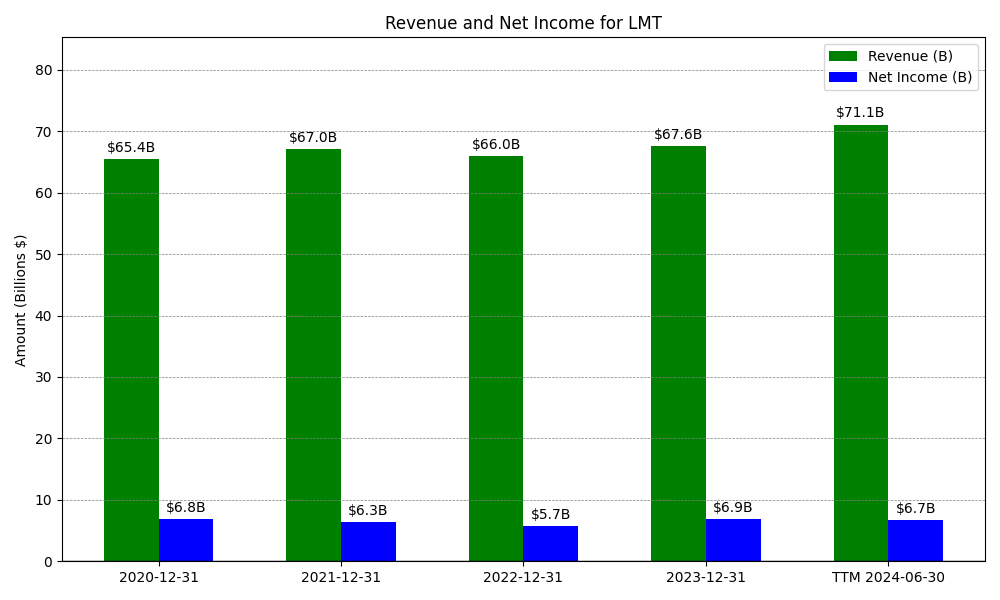 Revenue and Net Income for LMT
Revenue (B)
Net Income (B)
Amount (Billions $)
80
70
60
50
40
30
20
10
0
$65.4B
$67.0B
$66.0B
$67.6B
$71.1B
$6.8B
$6.3B
$5.7B
$6.9B
$6.7B
2020-12-31
2021-12-31
2022-12-31
2023-12-31
TTM 2024-06-30